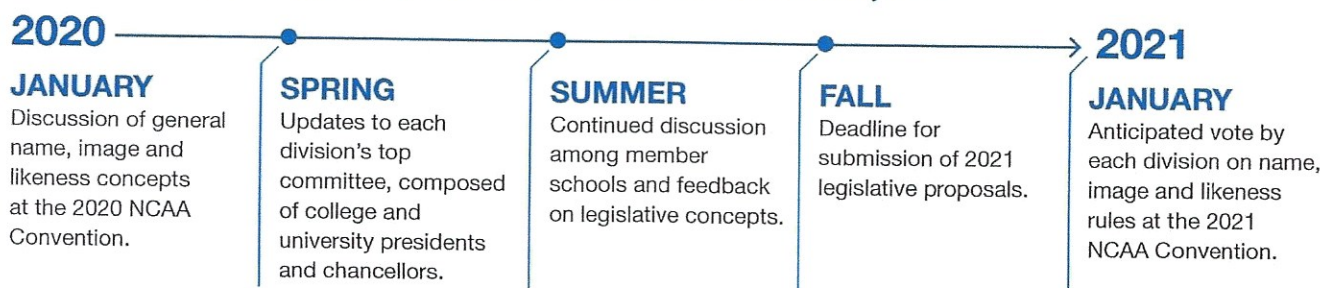 2020
JANUARY
Discussion of general
name, image and
likeness concepts
at the 2020 NCAA
Convention.
SPRING
Updates to each
division's top
committee, composed
of college and
university presidents
and chancellors.
SUMMER
Continued discussion
among member
schools and feedback
on legislative concepts.
FALL
Deadline for
submission of 2021
legislative proposals.
2021
JANUARY
Anticipated vote by
each division on name,
image and likeness
rules at the 2021
NCAA Convention.